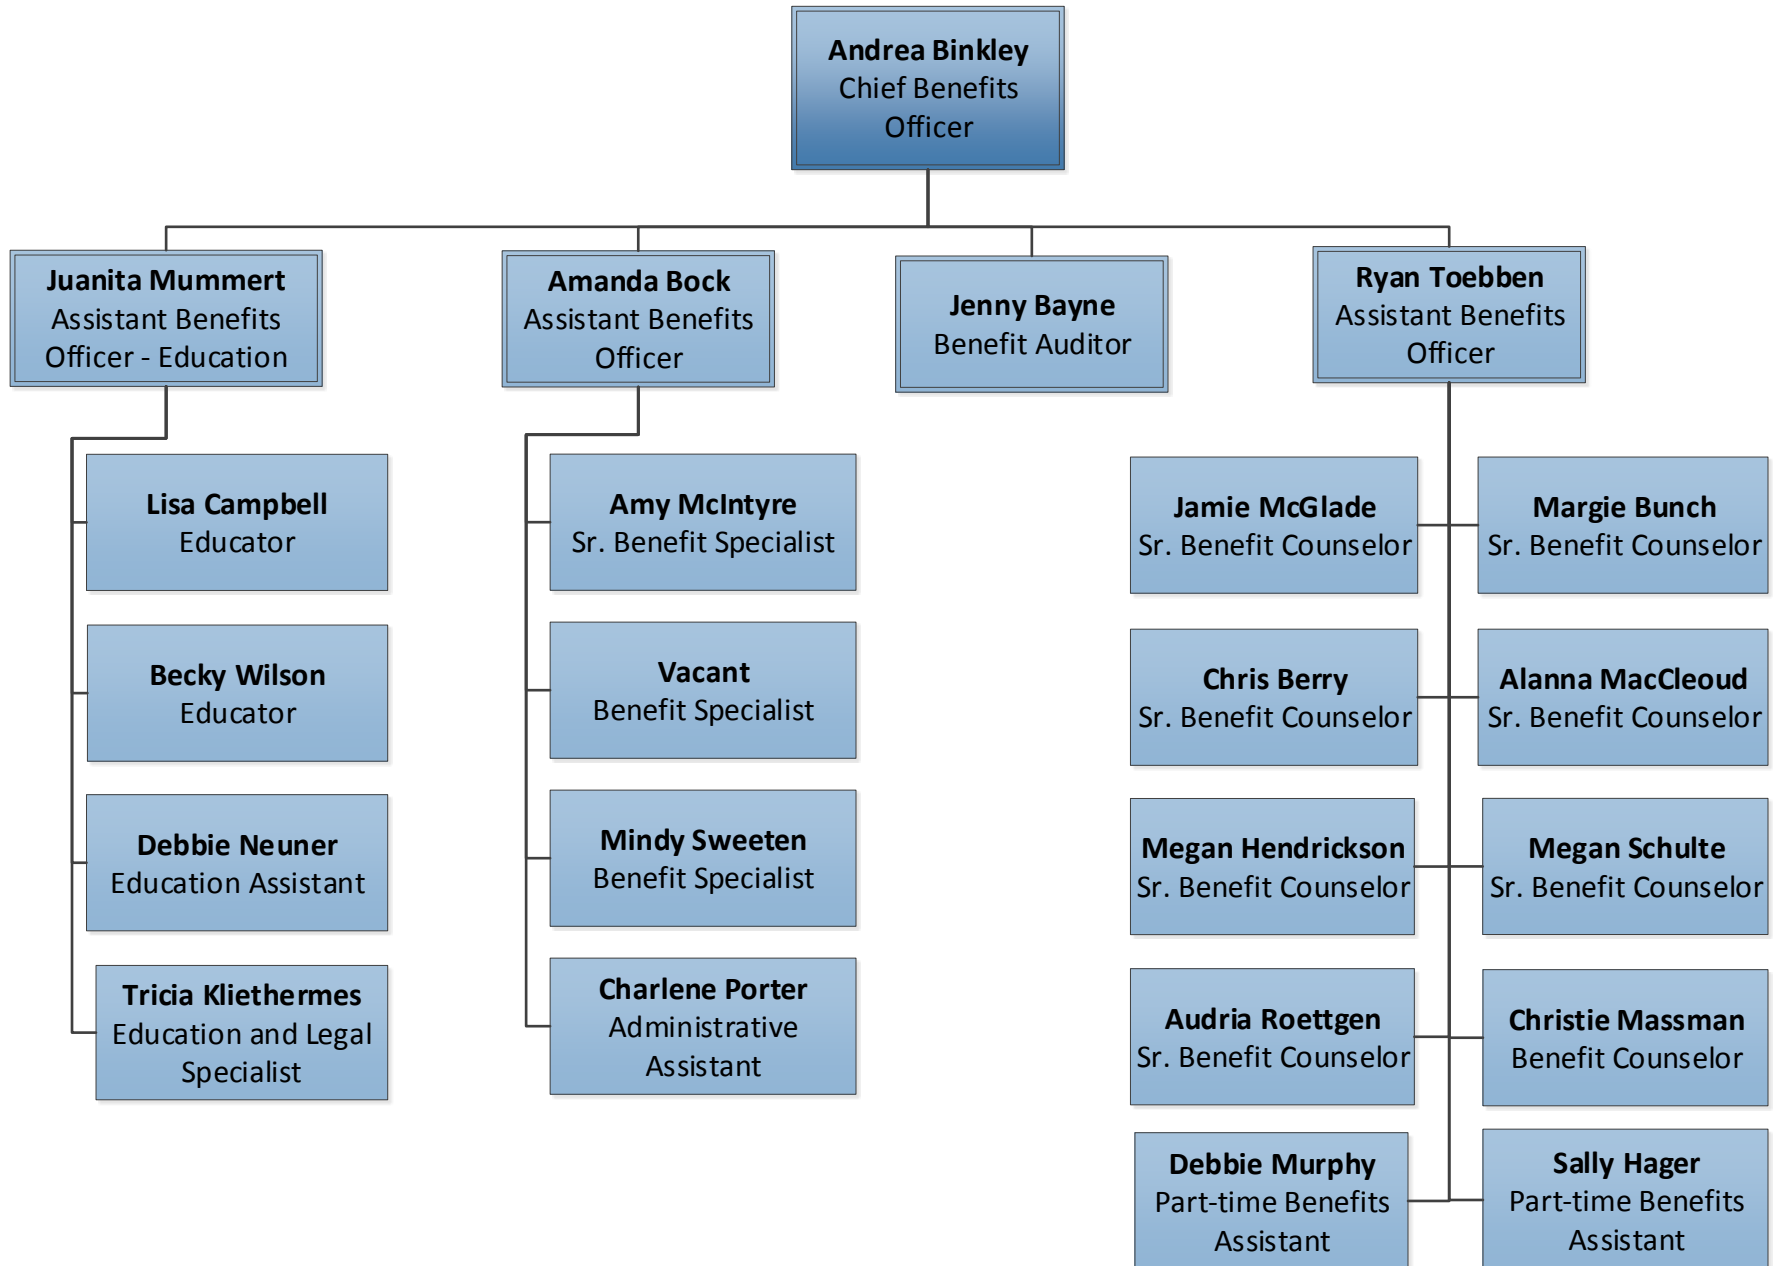 Andrea Binkley
Chief Benefits
Officer
Juanita Mummert
Assistant Benefits
Officer - Education
Amanda Bock
Assistant Benefits
Officer
Jenny Bayne
Benefit Auditor
Ryan Toebben
Assistant Benefits
Officer
Lisa Campbell
Educator
Becky Wilson
Educator
Debbie Neuner
Education Assistant
Tricia Kliethermes
Education and Legal
Specialist
Amy McIntyre
Sr. Benefit Specialist
Vacant
Benefit Specialist
Mindy Sweeten
Benefit Specialist
Charlene Porter
Administrative
Assistant
Jamie McGlade
Sr. Benefit Counselor
Margie Bunch
Sr. Benefit Counselor
Chris Berry
Sr. Benefit Counselor
Alanna MacCleoud
Sr. Benefit Counselor
Megan Hendrickson
Sr. Benefit Counselor
Megan Schulte
Sr. Benefit Counselor
Audria Roettgen
Sr. Benefit Counselor
Christie Massman
Benefit Counselor
Debbie Murphy
Part-time Benefits
Assistant
Sally Hager
Part-time Benefits
Assistant